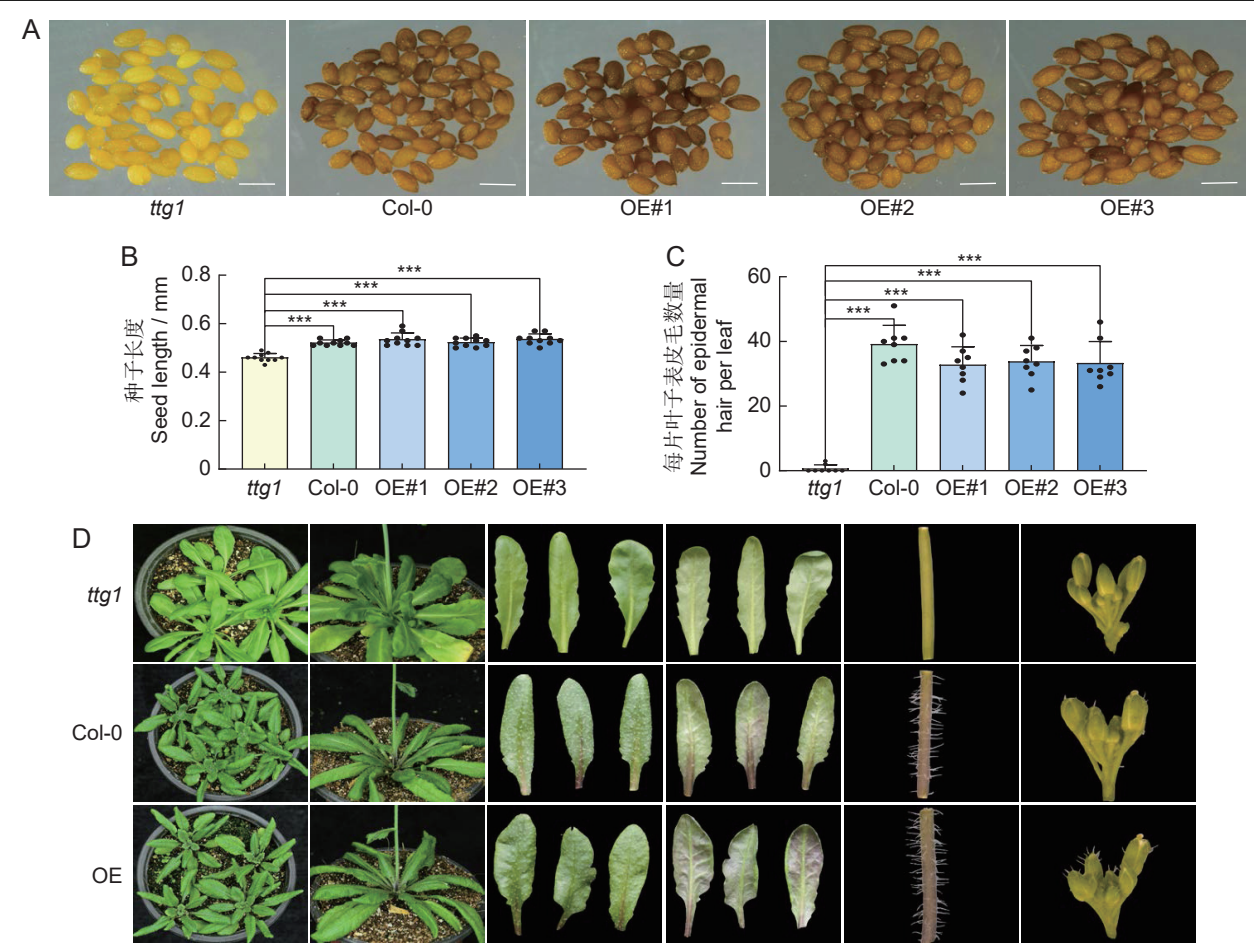 A
ttg1
Col-0
OE#1
OE#2
OE#3
B
种子长度
Seed length / mm
0.8
0.6
0.4
0.2
0
***
***
***
***
ttg1
Col-0
OE#1
OE#2
OE#3
C
每片叶子表皮毛数量
Number of epidermal
hair per leaf
60
40
20
0
***
***
***
***
ttg1
Col-0
OE#1
OE#2
OE#3
D
ttg1
Col-0
OE